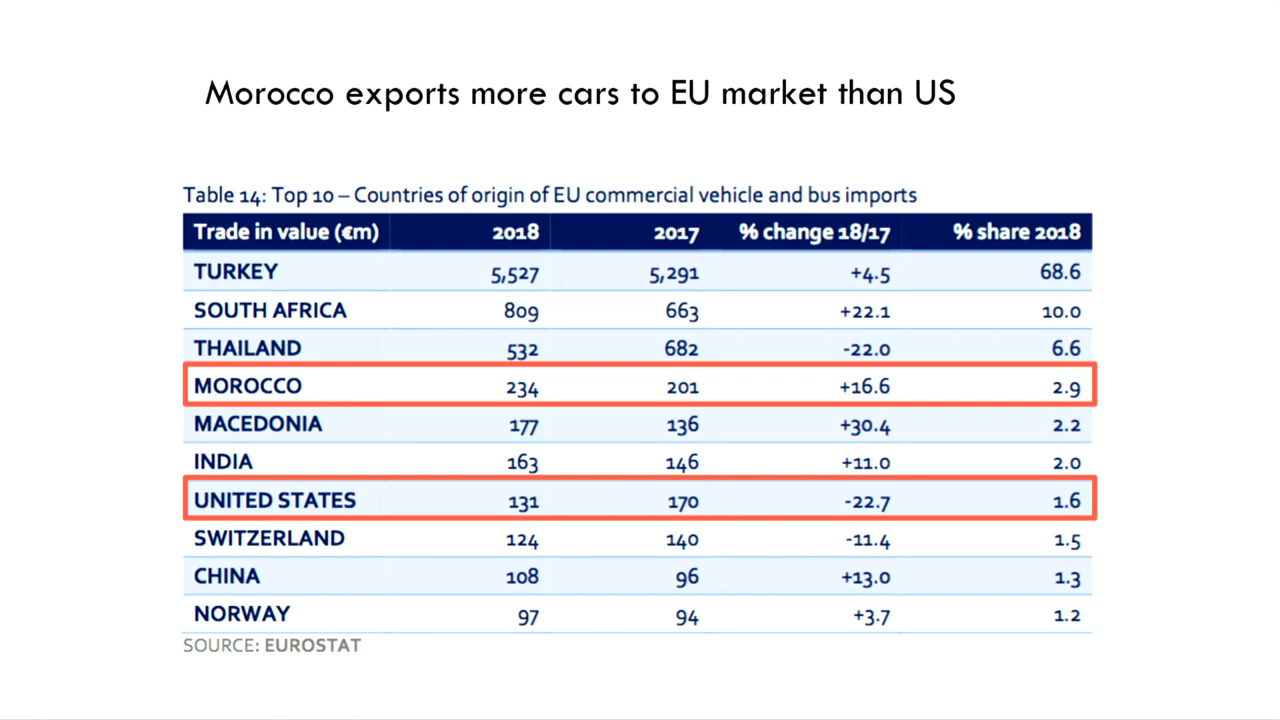 Morocco exports more cars to EU market than US
Table 14: Top 10 – Countries of origin of EU commercial vehicle and bus imports
Trade in value (€m) 2018 2017 % change 18/17 % share 2018
TURKEY 5,527 5,291 +4.5 68.6
SOUTH AFRICA 809 663 +22.1 10.0
THAILAND 532 682 -22.0 6.6
MOROCCO 234 201 +16.6 2.9
MACEDONIA 177 136 +30.4 2.2
INDIA 163 146 +11.0 2.0
UNITED STATES 131 170 -22.7 1.6
SWITZERLAND 124 140 -11.4 1.5
CHINA 108 96 +13.0 1.3
NORWAY 97 94 +3.7 1.2
SOURCE: EUROSTAT